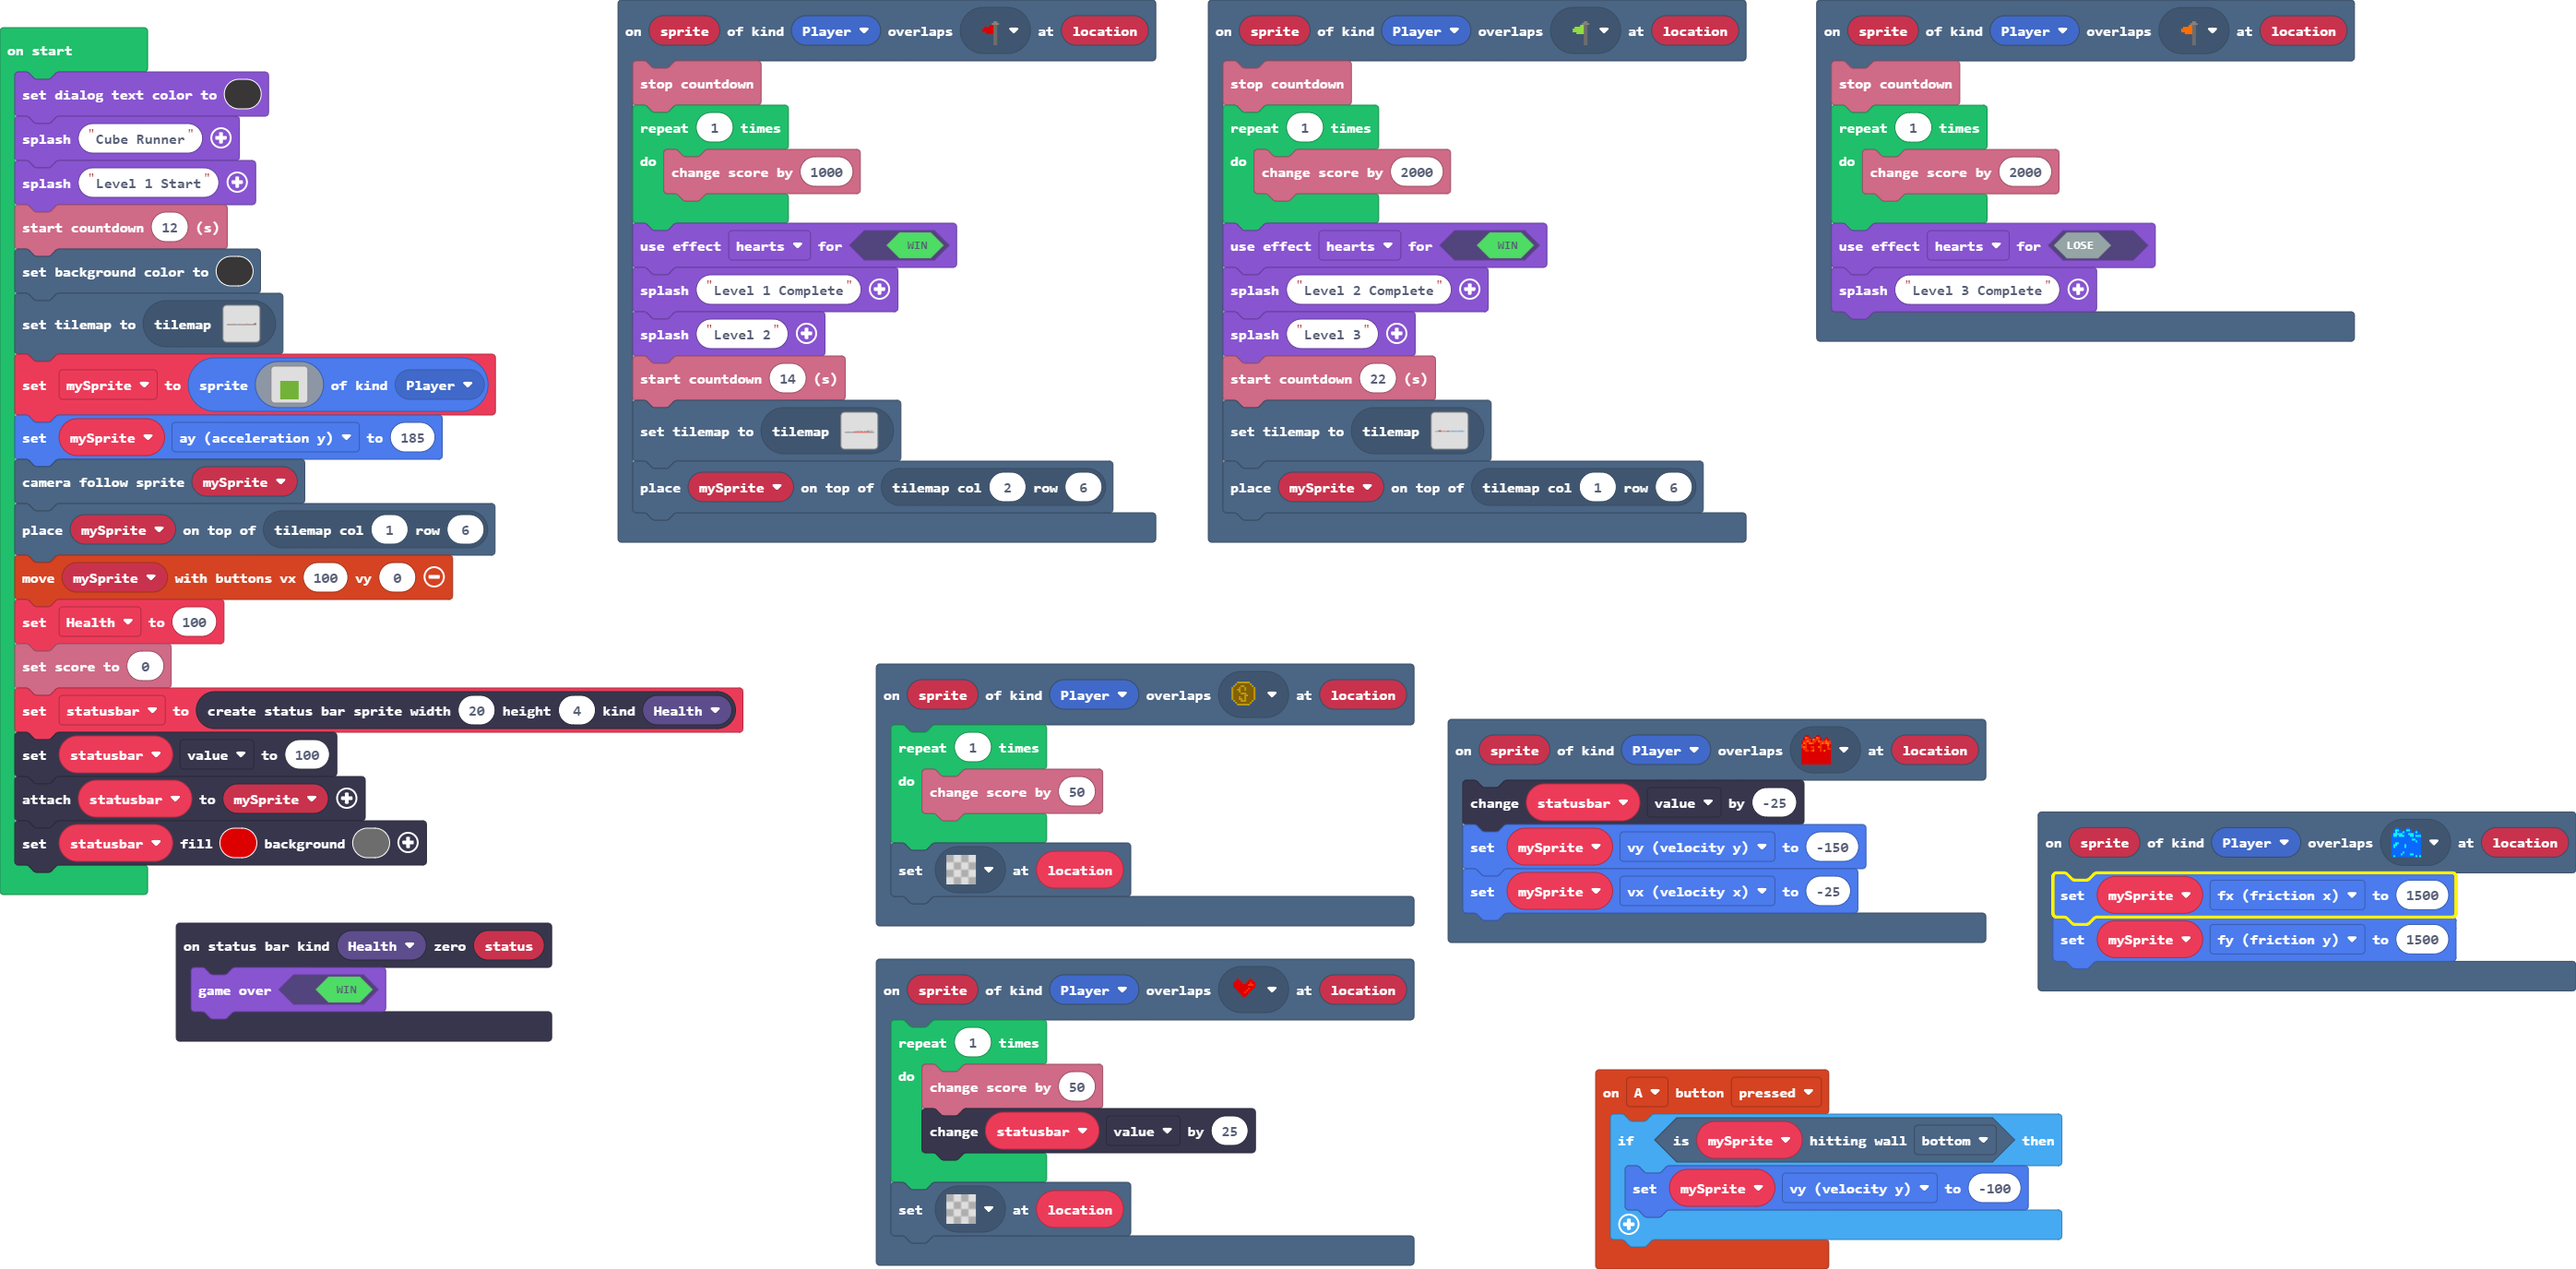 on start
set dialog text color to
splash "Cube Runner"
splash "Level 1 Start"
start countdown 12 (s)
set background color to
set tilemap to tilemap
set mySprite to sprite of kind Player
set mySprite ay (acceleration y) to 185
camera follow sprite mySprite
place mySprite on top of tilemap col 1 row 6
move mySprite with buttons vx 100 vy 0
set Health to 100
set score to 0
set statusbar to create status bar sprite width 20 height 4 kind Health
set statusbar value to 100
attach statusbar to mySprite
set statusbar fill background
on status bar kind Health zero status
game over WIN
on sprite of kind Player overlaps at location
stop countdown
repeat 1 times
do change score by 1000
use effect hearts for WIN
splash "Level 1 Complete"
splash "Level 2"
start countdown 14 (s)
set tilemap to tilemap
place mySprite on top of tilemap col 2 row 6
on sprite of kind Player overlaps at location
stop countdown
repeat 1 times
do change score by 2000
use effect hearts for WIN
splash "Level 2 Complete"
splash "Level 3"
start countdown 22 (s)
set tilemap to tilemap
place mySprite on top of tilemap col 1 row 6
on sprite of kind Player overlaps at location
stop countdown
repeat 1 times
do change score by 2000
use effect hearts for LOSE
splash "Level 3 Complete"
on sprite of kind Player overlaps at location
repeat 1 times
do change score by 50
set at location
on sprite of kind Player overlaps at location
repeat 1 times
do change score by 50
change statusbar value by 25
set at location
on sprite of kind Player overlaps at location
change statusbar value by -25
set mySprite vy (velocity y) to -150
set mySprite vx (velocity x) to -25
on sprite of kind Player overlaps at location
set mySprite fx (friction x) to 1500
set mySprite fy (friction y) to 1500
on A button pressed
if is mySprite hitting wall bottom then
set mySprite vy (velocity y) to -100